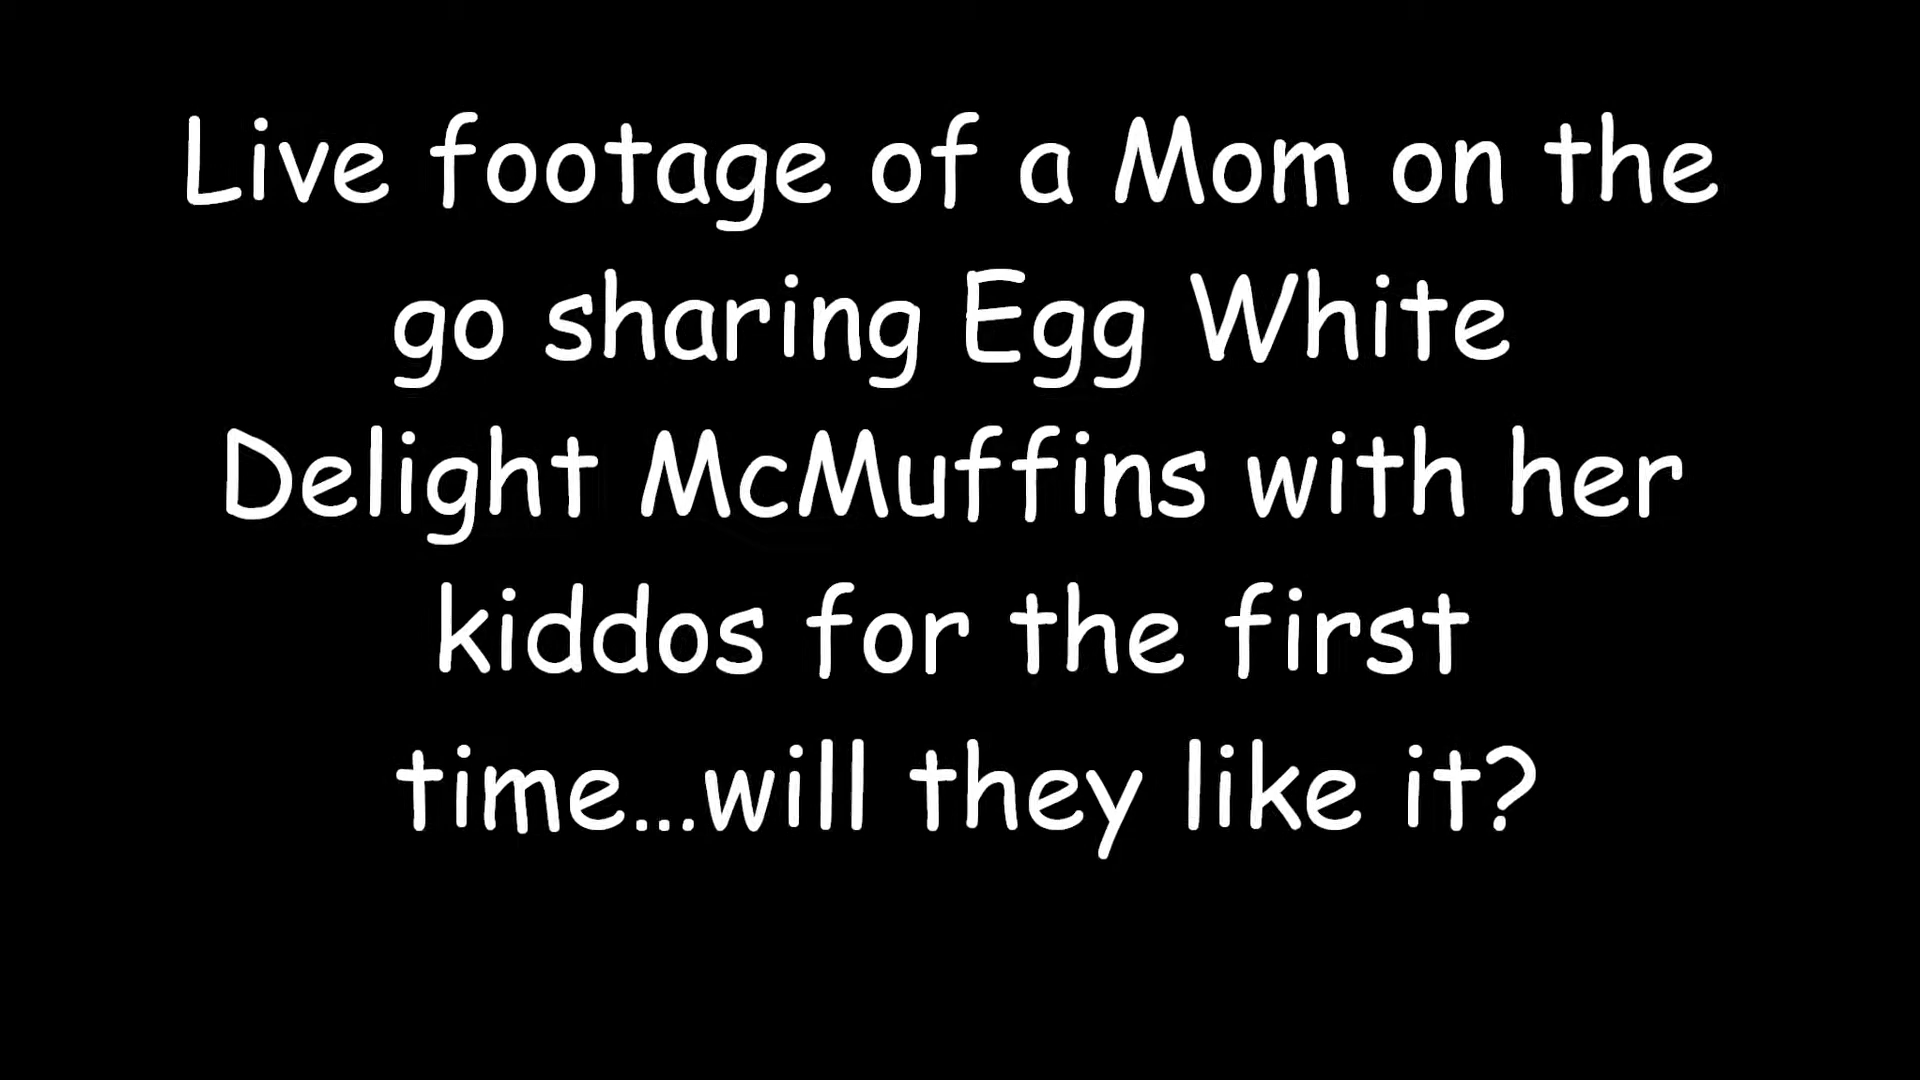 Live footage of a Mom on the
go sharing Egg White
Delight McMuffins with her
kiddos for the first
time...will they like it?